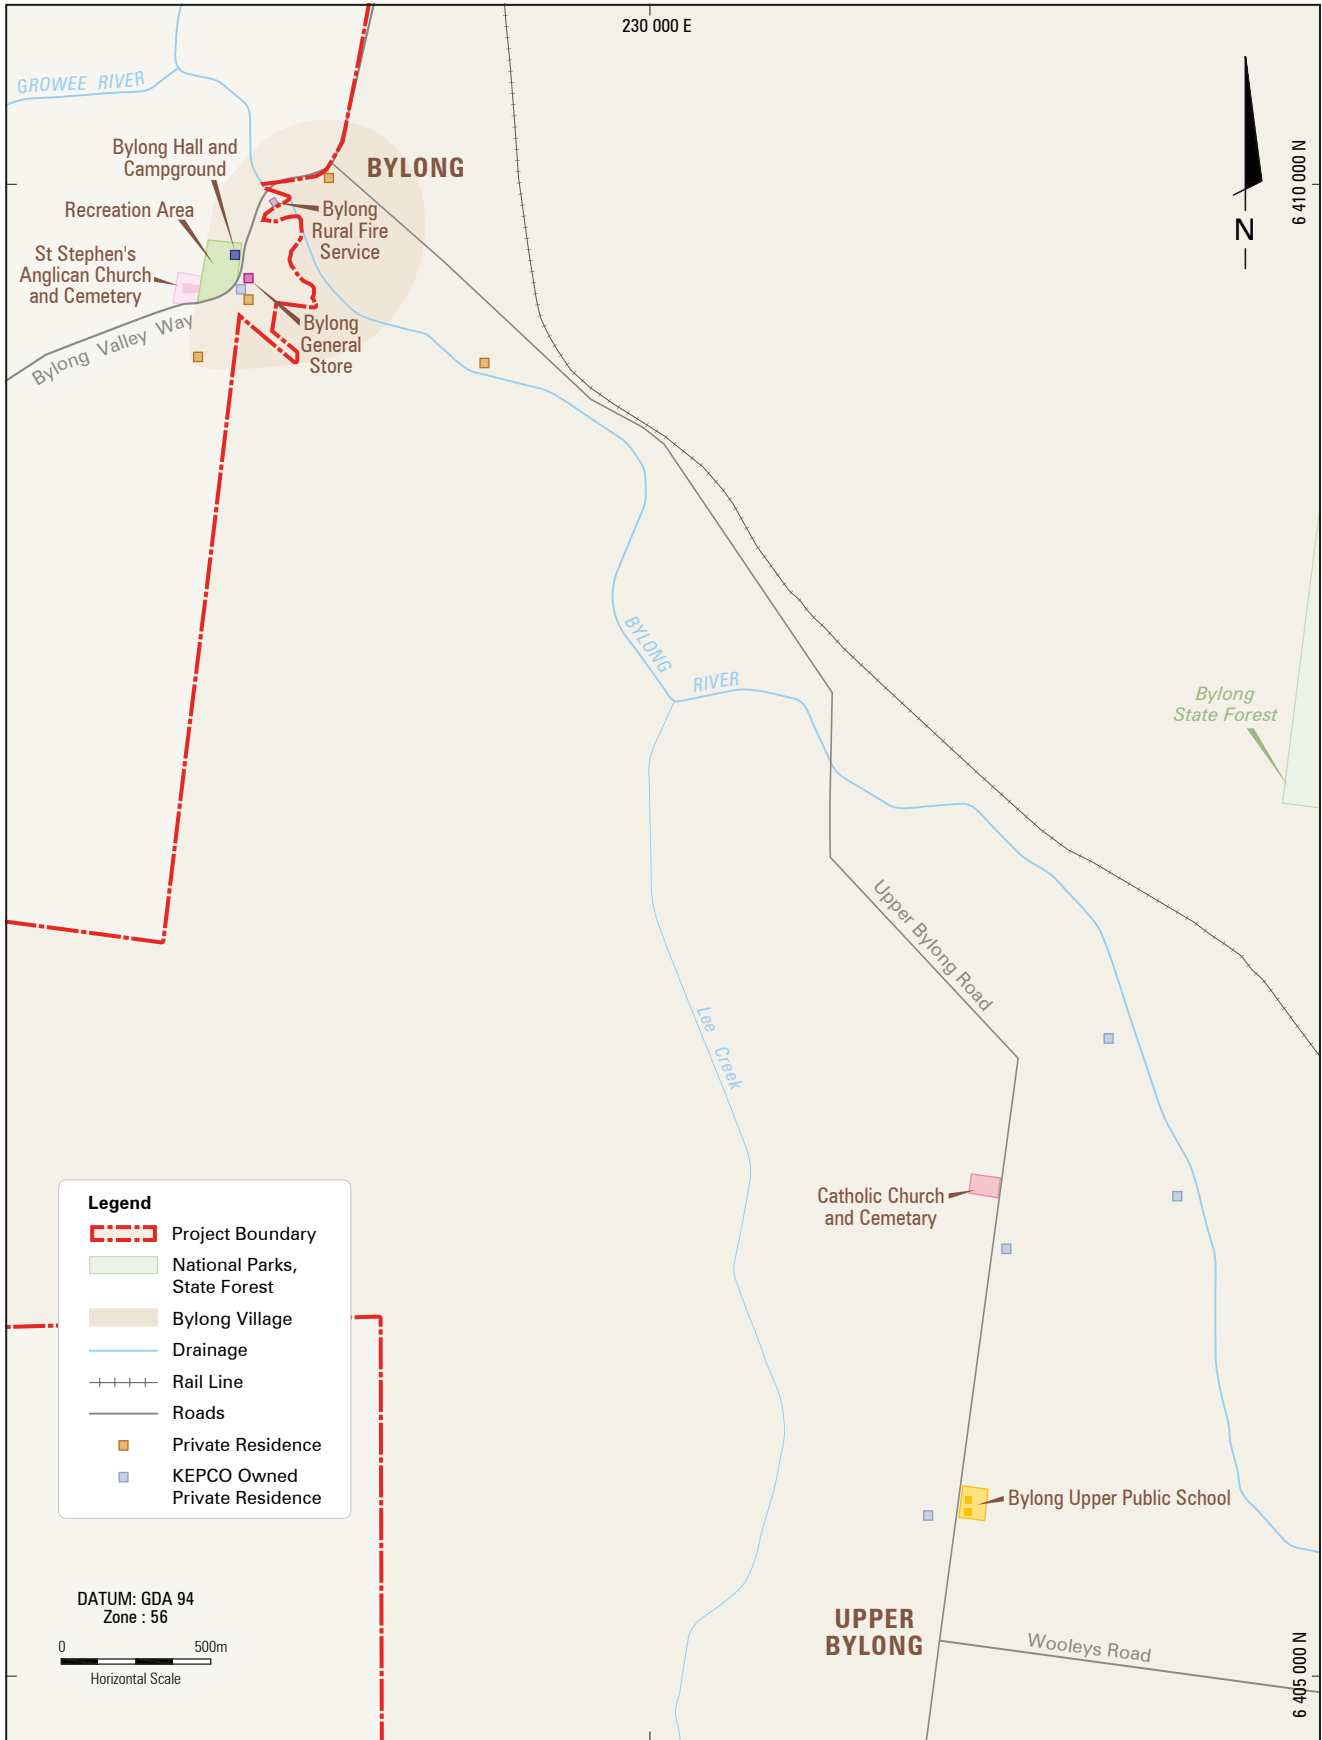 230 000 E
GROWEE RIVER
Bylong Hall and
Campground
BYLONG
6 410 000 N
Recreation Area
Bylong
Rural Fire
Service
N
St Stephen's
Anglican Church
and Cemetery
Bylong Valley Way
Bylong
General
Store
BYLONG
RIVER
Bylong
State Forest
Upper Bylong Road
Lee Creek
Catholic Church
and Cemetary
Legend
Project Boundary
National Parks,
State Forest
Bylong Village
Drainage
Rail Line
Roads
Private Residence
KEPCO Owned
Private Residence
Bylong Upper Public School
DATUM: GDA 94
Zone : 56
0 500m
Horizontal Scale
UPPER
BYLONG
Wooleys Road
6 405 000 N